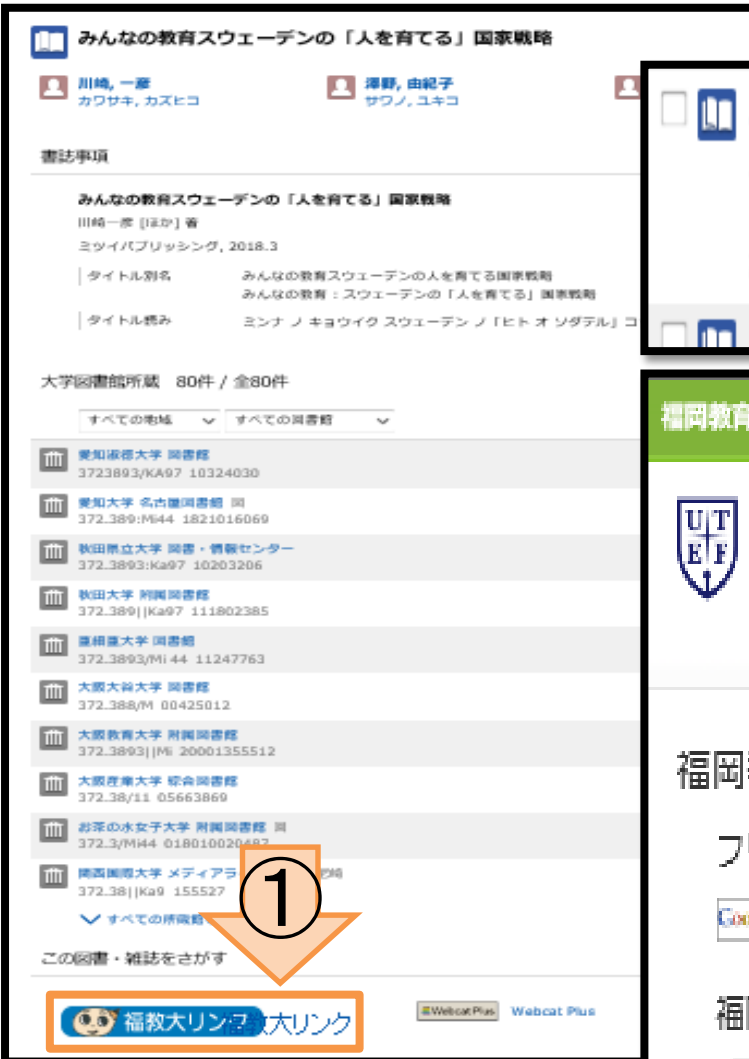 みんなの教育スウェーデンの「人を育てる」国家戦略
川崎, 一彦
カワサキ, カズヒコ
澤野, 由紀子
サワノ, ユキコ
書誌事項
みんなの教育スウェーデンの「人を育てる」国家戦略
川崎一彦 [ほか] 著
ミツイパブリッシング, 2018.3
タイトル別名
みんなの教育スウェーデンの人を育てる国家戦略
みんなの教育 : スウェーデンの「人を育てる」国家戦略
タイトル読み
ミンナ ノ キョウイク スウェーデン ノ「ヒト オ ソダテル」コ
大学図書館所蔵 80件 / 全80件
すべての地域
すべての図書館
愛知淑徳大学 図書館
3723893/KA97 10324030
愛知大学 名古屋図書館 図
372.389:Mi44 1821016069
秋田県立大学 図書・情報センター
372.3893:Ka97 10203206
秋田大学 附属図書館
372.389||Ka97 111802385
亜細亜大学 図書館
372.3893/Mi 44 11247763
大阪大谷大学 図書館
372.388/M 00425012
大阪教育大学 附属図書館
372.3893||Mi 20001355512
大阪産業大学 綜合図書館
372.38/11 05663869
お茶の水女子大学 附属図書館 図
372.3/Mi44 018010020487
関西国際大学 メディアラ
372.38||Ka9 155527
すべての所蔵館
①
この図書・雑誌をさがす
福教大リンク
福教大リンク
Webcat Plus
Webcat Plus
福岡教育
UTEF
福岡
フ
Goo
福